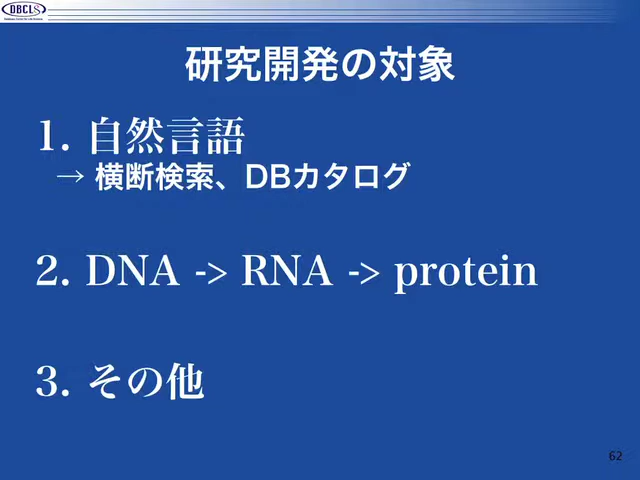 DBCLS
研究開発の対象
1. 自然言語
→ 横断検索、DBカタログ
2. DNA -> RNA -> protein
3. その他
62